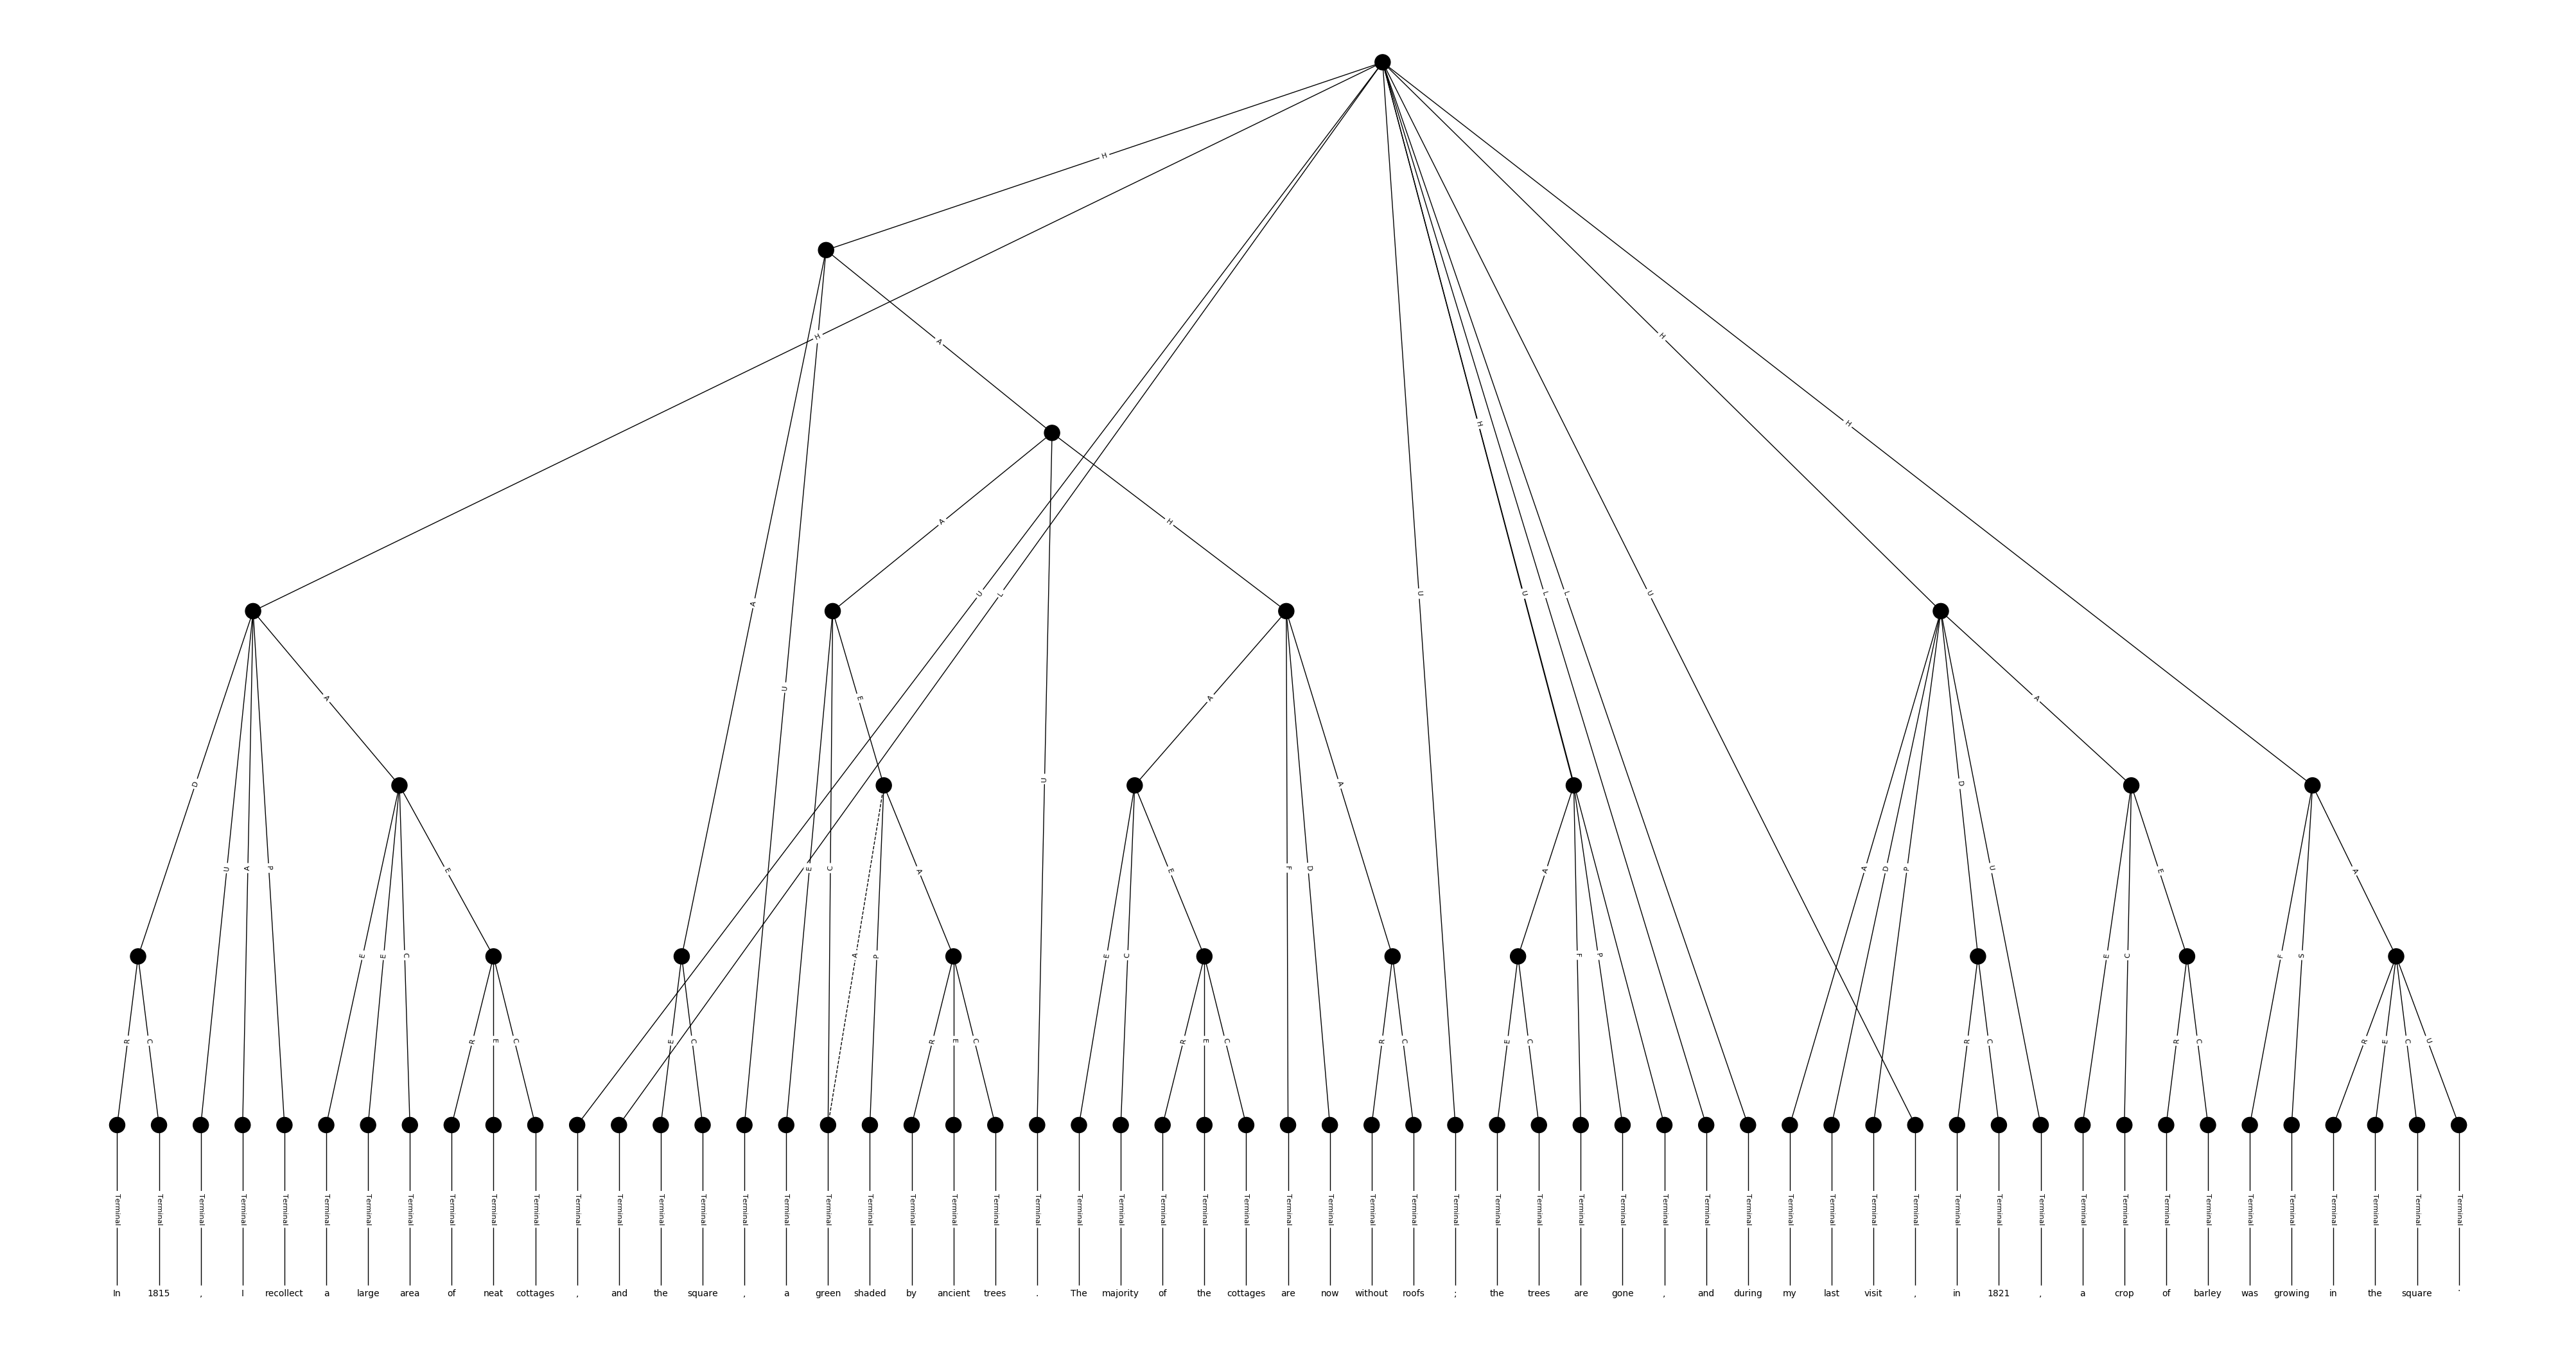 H
H
A
H
H
H
A
H
A
U
U
L
U
U
L
L
U
D
A
E
A
U
A
A
U
A
P
E
E
C
F
D
A
A
D
P
U
E
A
E
E
C
E
A
P
E
C
F
P
E
C
F
S
R
C
R
E
C
E
C
R
E
C
R
E
C
R
C
E
C
R
C
R
C
R
E
C
U
Terminal Terminal Terminal Terminal Terminal Terminal Terminal Terminal Terminal Terminal Terminal Terminal Terminal Terminal Terminal Terminal Terminal Terminal Terminal Terminal Terminal Terminal Terminal Terminal Terminal Terminal Terminal Terminal Terminal Terminal Terminal Terminal Terminal Terminal Terminal Terminal Terminal Terminal Terminal Terminal Terminal Terminal Terminal Terminal Terminal Terminal Terminal Terminal Terminal Terminal Terminal Terminal Terminal Terminal Terminal Terminal Terminal
In 1815 , I recollect a large area of neat cottages , and the square , a green shaded by ancient trees . The majority of the cottages are now without roofs ; the trees are gone , and during my last visit , in 1821 , a crop of barley was growing in the square .